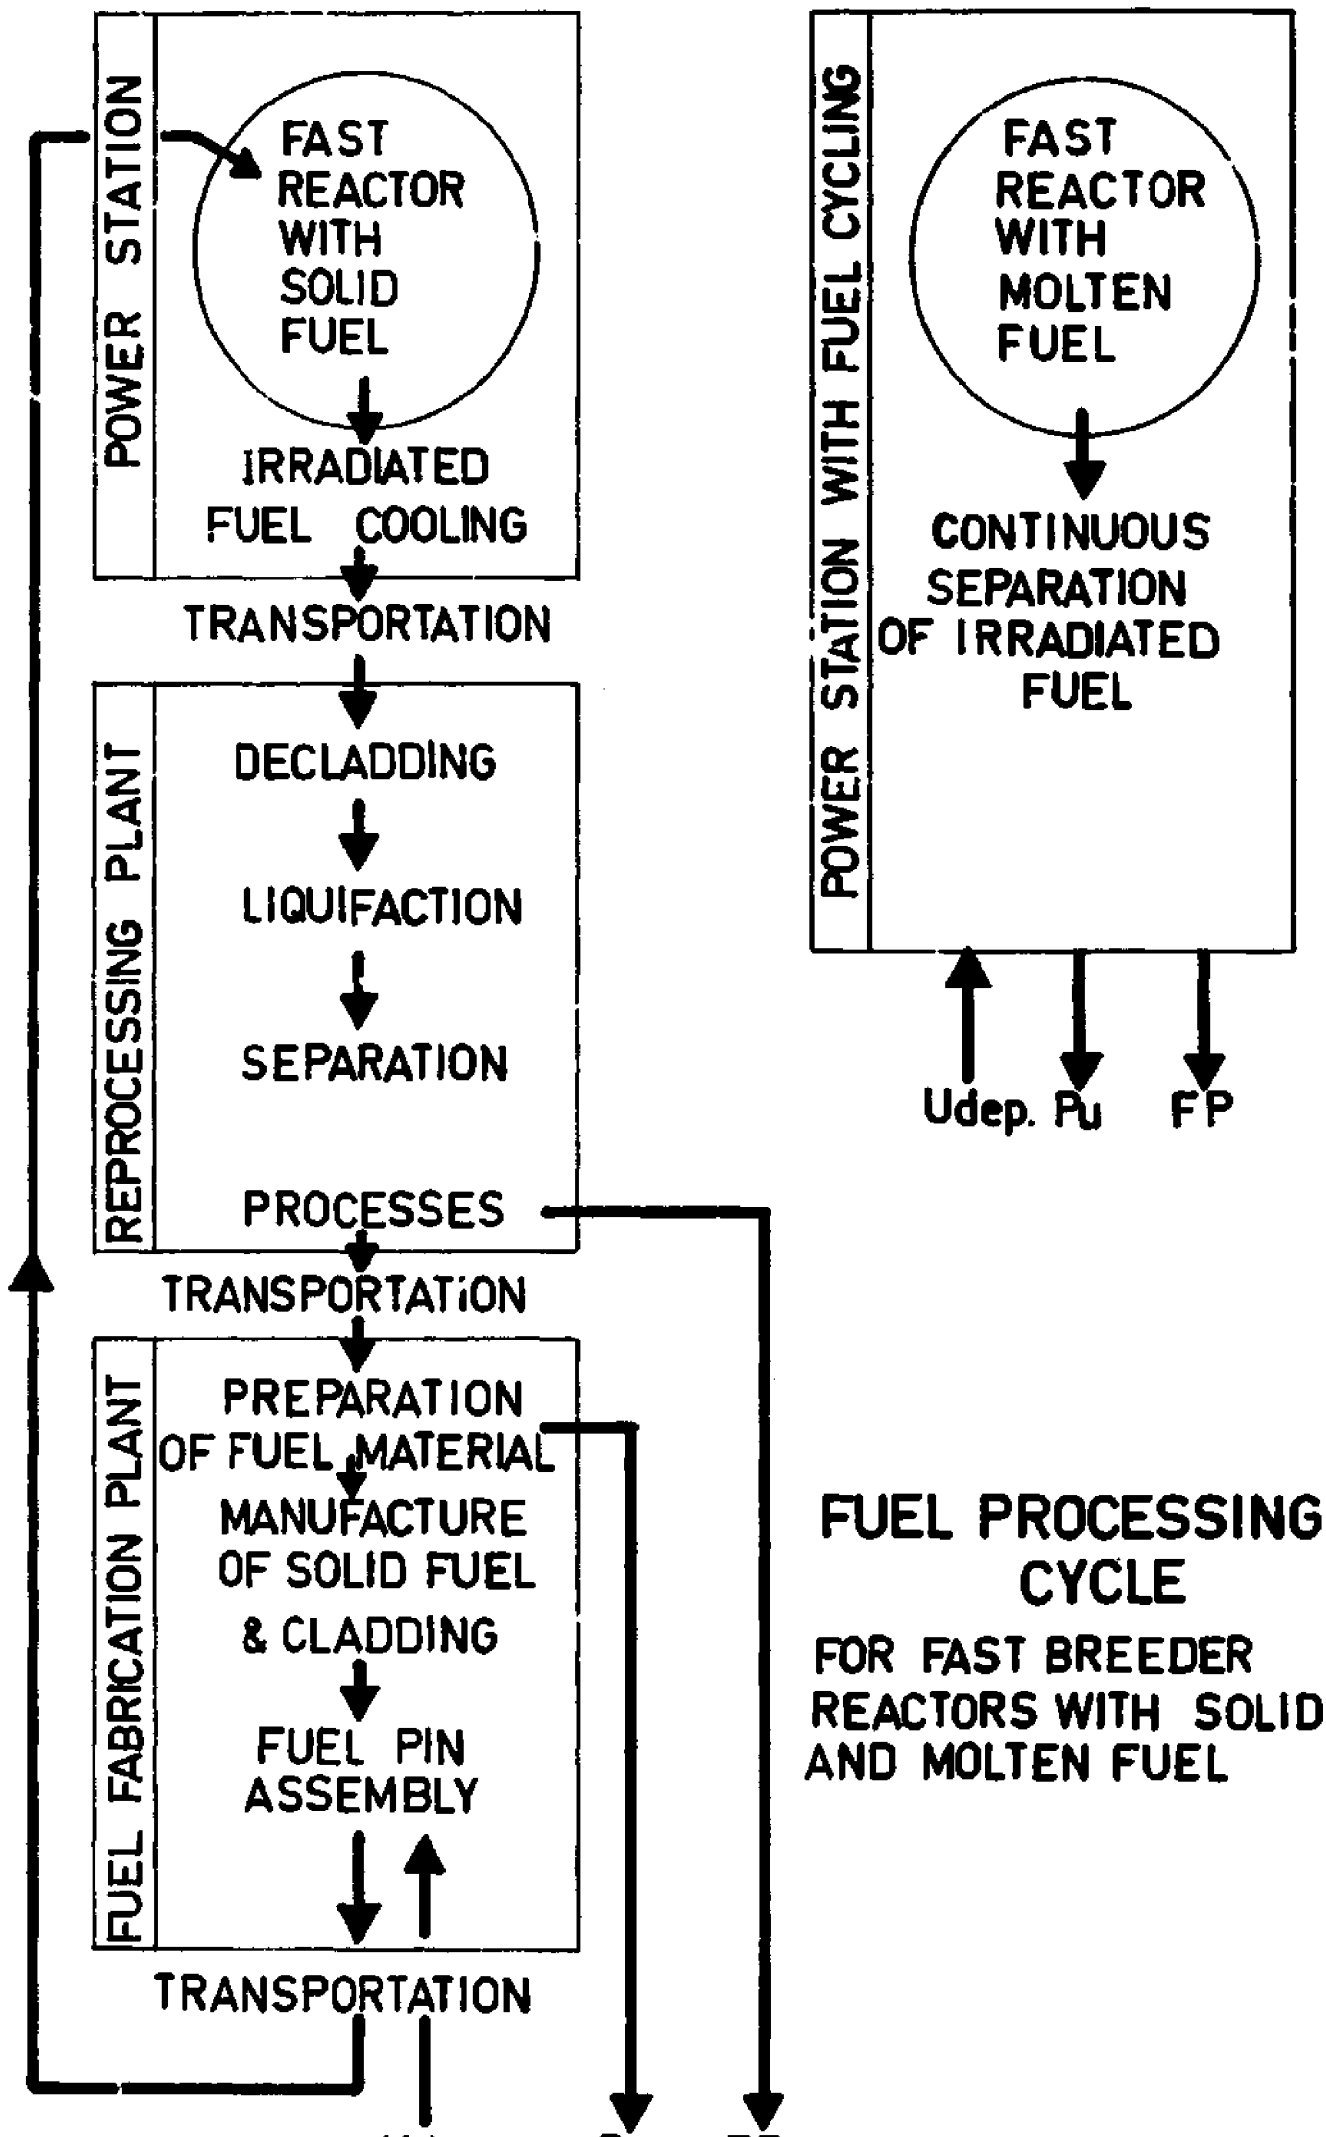 POWER STATION
FAST
REACTOR
WITH
SOLID
FUEL
IRRADIATED
FUEL COOLING
TRANSPORTATION
REPROCESSING PLANT
DECLADDING
LIQUIFACTION
SEPARATION
PROCESSES
TRANSPORTATION
FUEL FABRICATION PLANT
PREPARATION
OF FUEL MATERIAL
MANUFACTURE
OF SOLID FUEL
& CLADDING
FUEL PIN
ASSEMBLY
TRANSPORTATION
POWER STATION WITH FUEL CYCLING
FAST
REACTOR
WITH
MOLTEN
FUEL
CONTINUOUS
SEPARATION
OF IRRADIATED
FUEL
Udep. Pu FP
FUEL PROCESSING
CYCLE
FOR FAST BREEDER
REACTORS WITH SOLID
AND MOLTEN FUEL